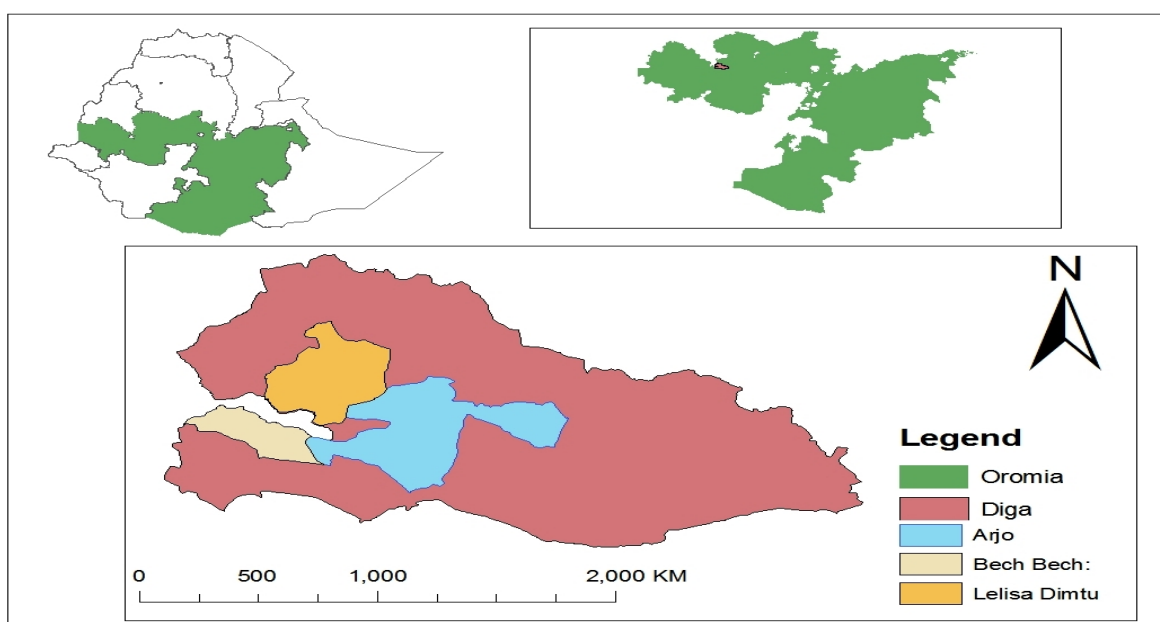 N
Legend
Oromia
Diga
Arjo
Bech Bech:
Lelisa Dimtu
0 500 1,000 2,000 KM